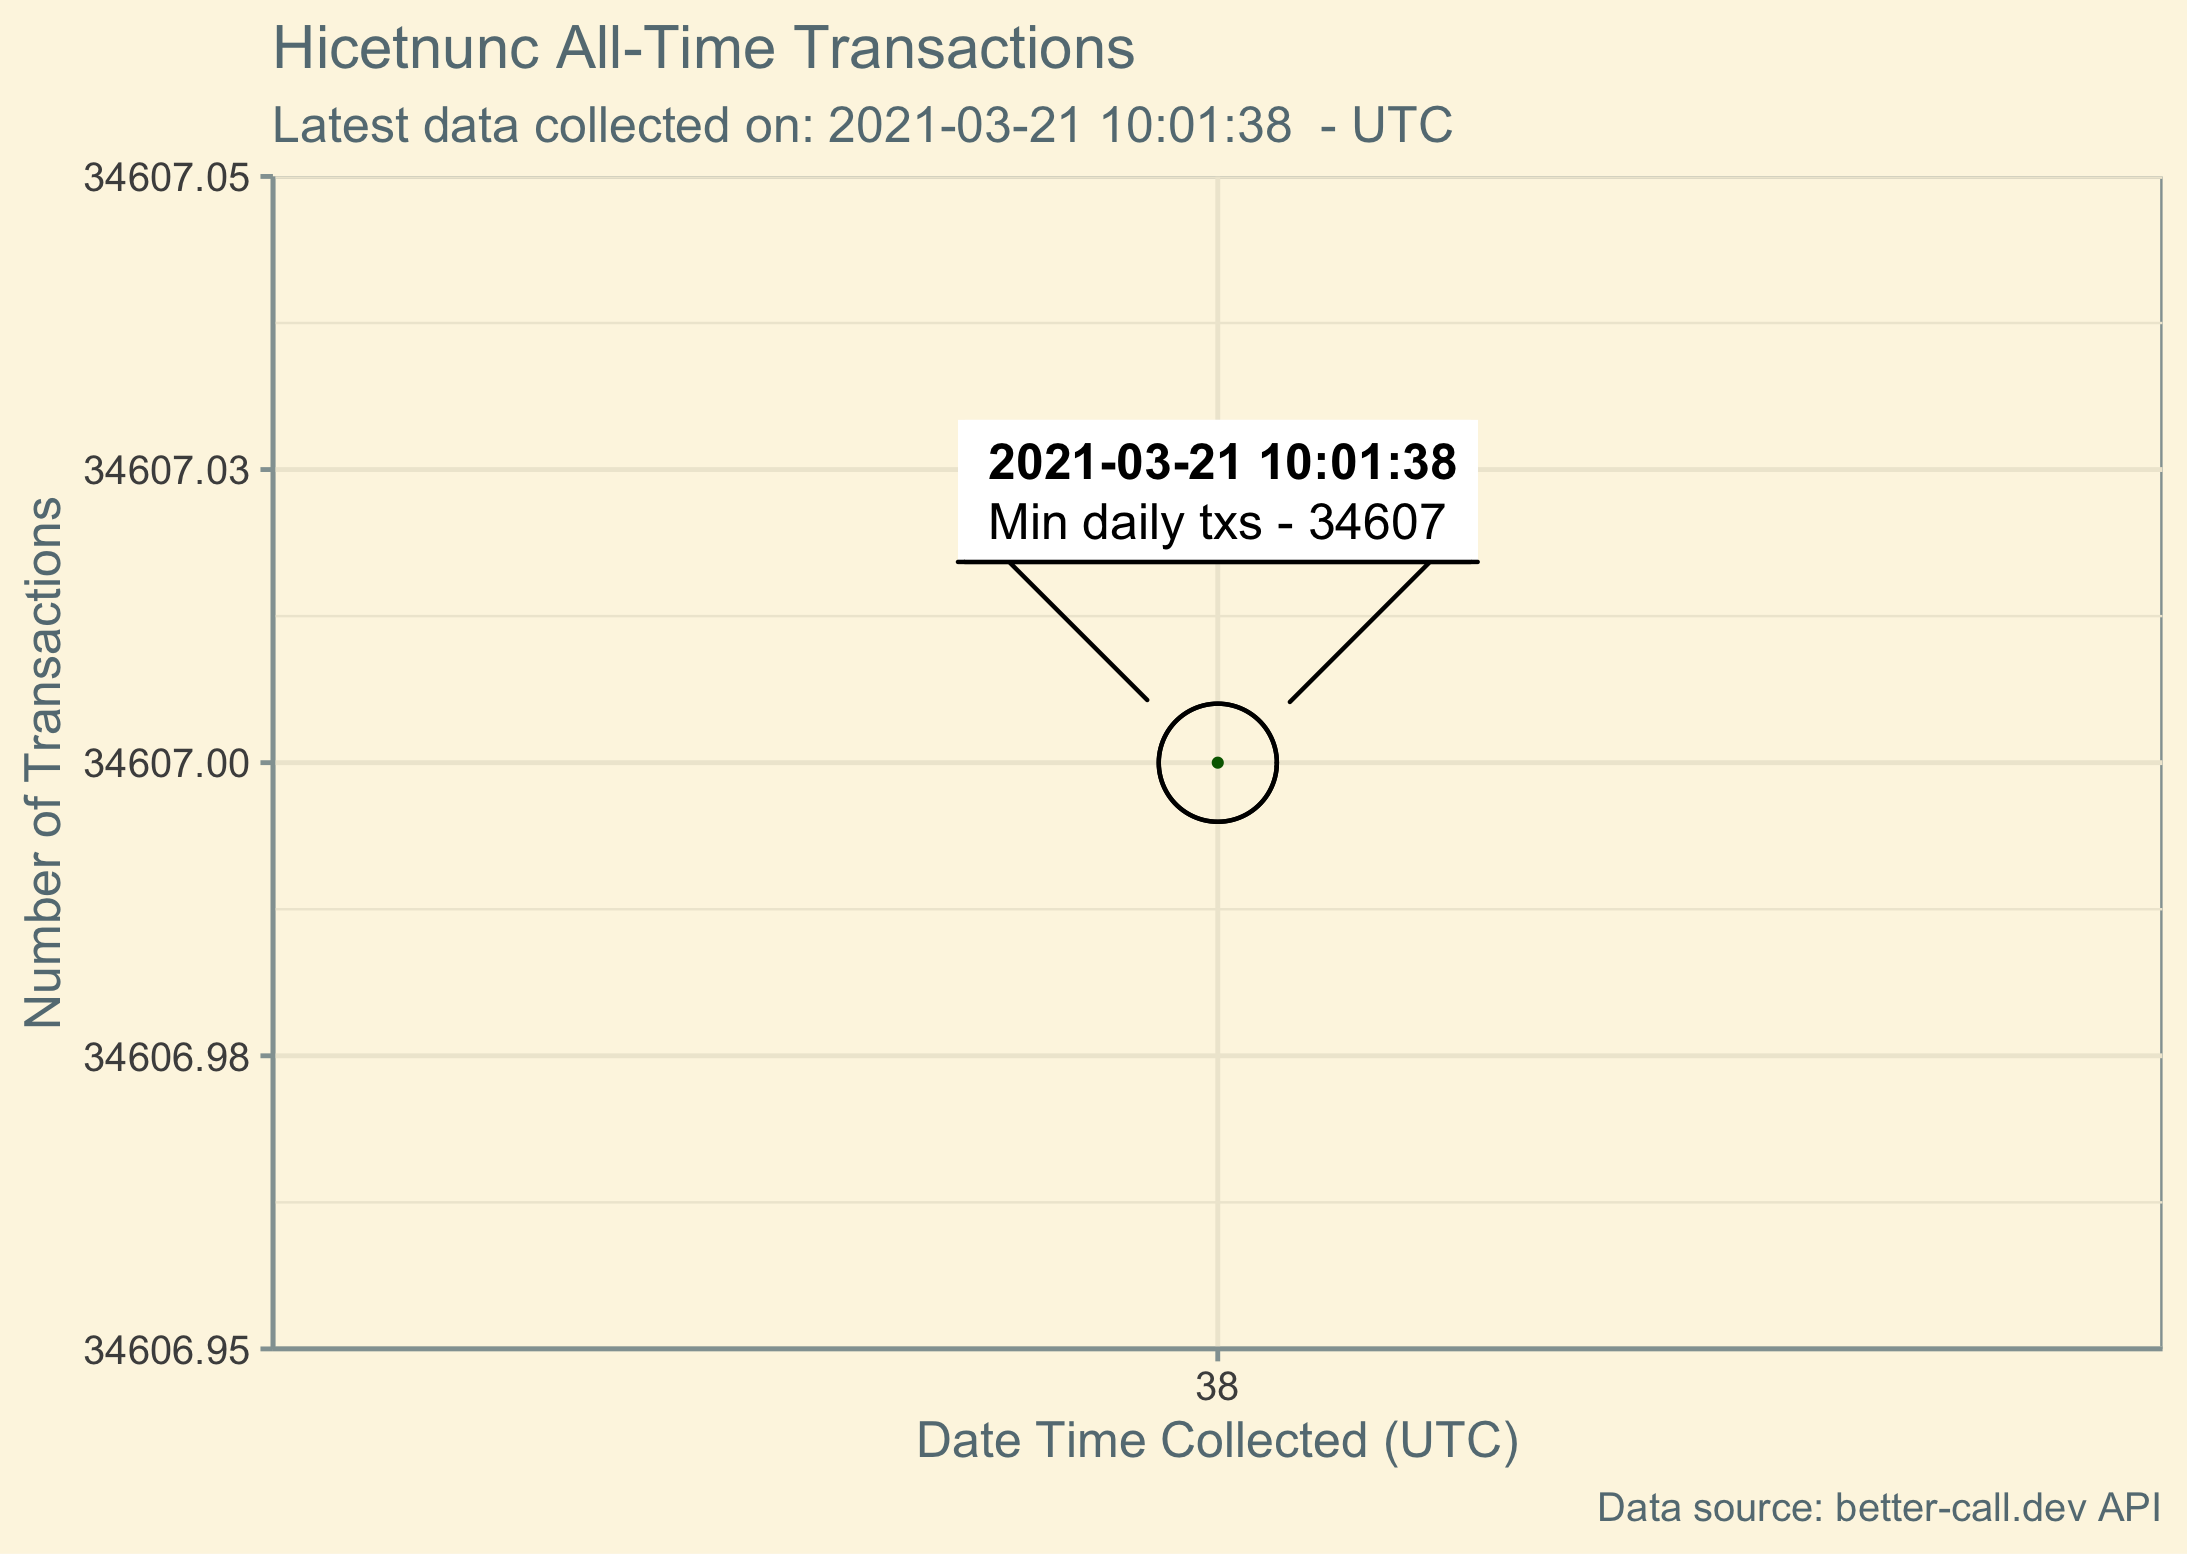 Hicetnunc All-Time Transactions
Latest data collected on: 2021-03-21 10:01:38  - UTC
34607.05
34607.03
34607.00
34606.98
34606.95
Number of Transactions
2021-03-21 10:01:38
Min daily txs - 34607
38
Date Time Collected (UTC)
Data source: better-call.dev API